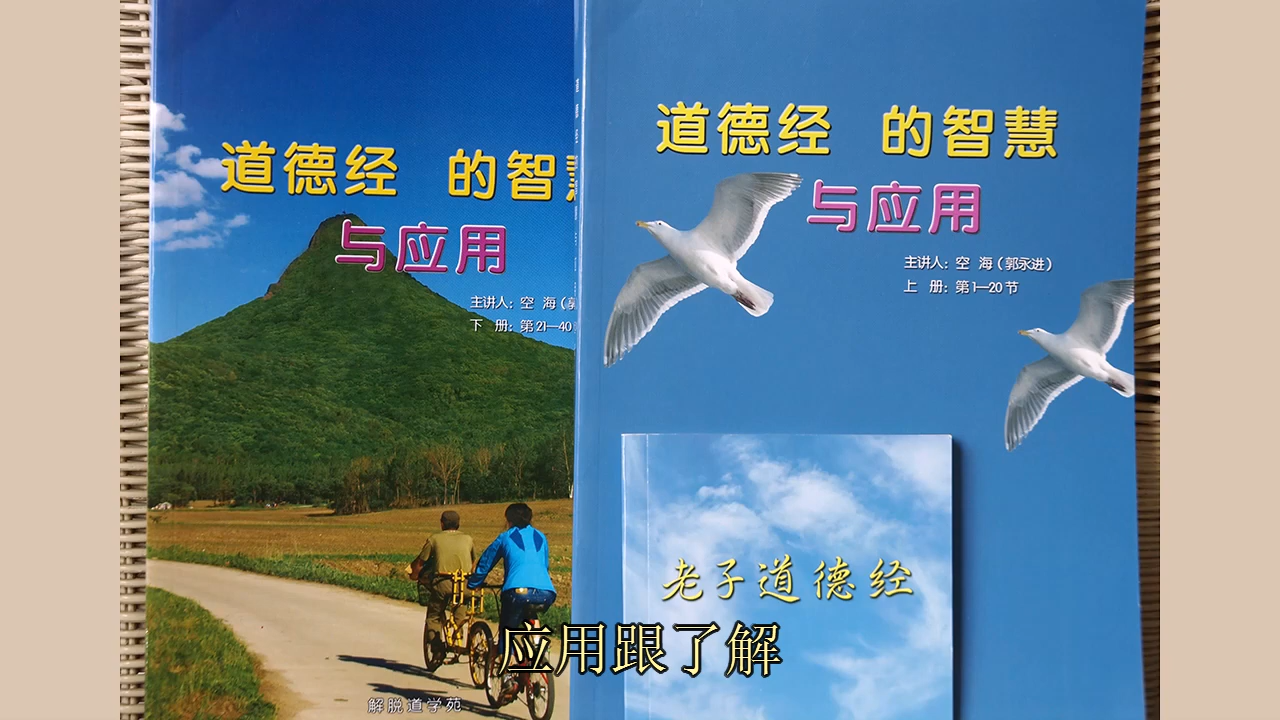 道德经 的智
与应用
主讲人: 空 海 (郭
下 册: 第21—40
解脱道学苑
道德经 的智慧
与应用
主讲人: 空 海 (郭永进)
上 册: 第1—20节
老子道德经
应用跟了解